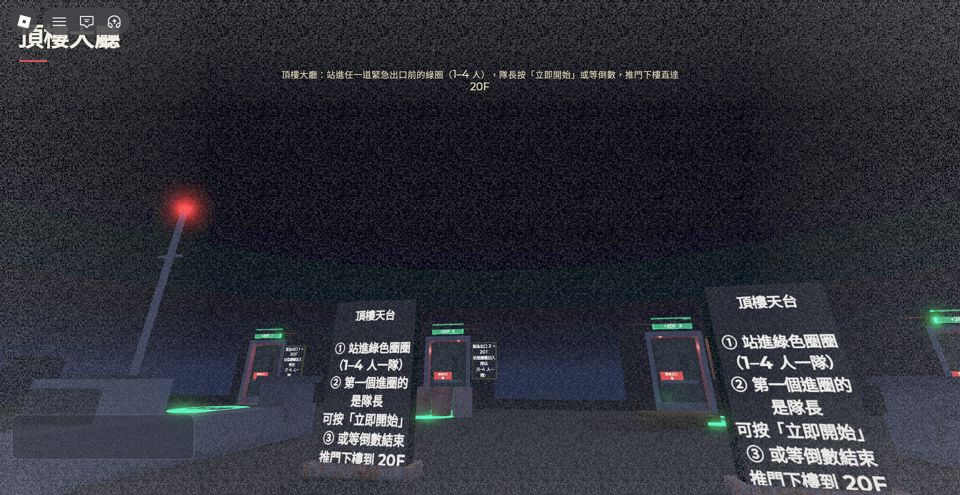 頂樓大廳
頂樓大廳：站進任一道緊急出口前的綠圈（1–4 人），隊長按「立即開始」或等倒數，推門下樓直達
20F
頂樓天台
① 站進綠色圈圈
（1–4 人一隊）
② 第一個進圈的
是隊長
可按「立即開始」
③ 或等倒數結束
推門下樓到 20F
頂樓天台
① 站進綠色圈圈
（1–4 人一隊）
② 第一個進圈的
是隊長
可按「立即開始」
③ 或等倒數結束
推門下樓到 20F